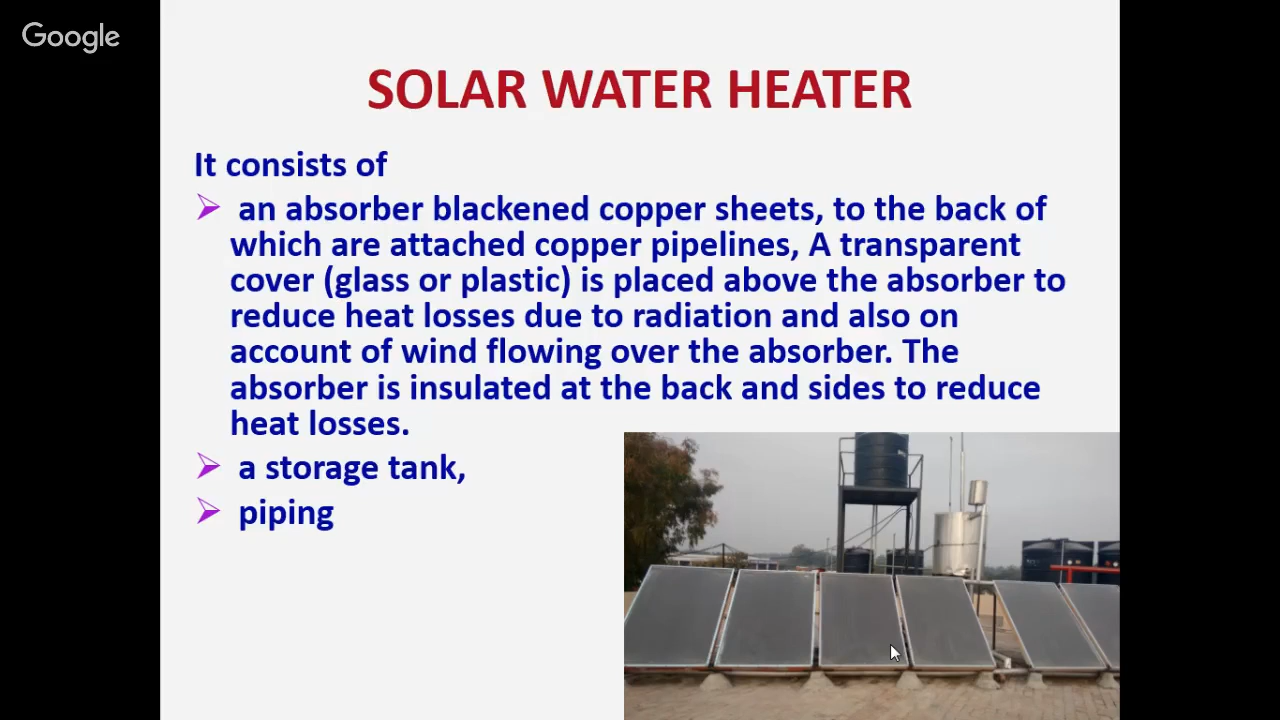 Google
SOLAR WATER HEATER
It consists of
an absorber blackened copper sheets, to the back of
which are attached copper pipelines, A transparent
cover (glass or plastic) is placed above the absorber to
reduce heat losses due to radiation and also on
account of wind flowing over the absorber. The
absorber is insulated at the back and sides to reduce
heat losses.
a storage tank,
piping